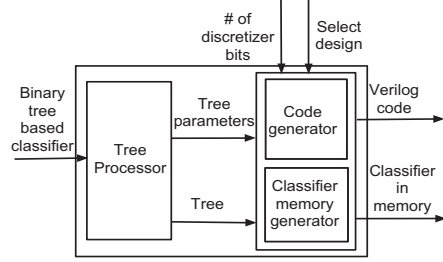 # of
discretizer
bits
Select
design
Binary
tree
based
classifier
Tree
Processor
Tree
parameters
Tree
Code
generator
Classifier
memory
generator
Verilog
code
Classifier
in
memory